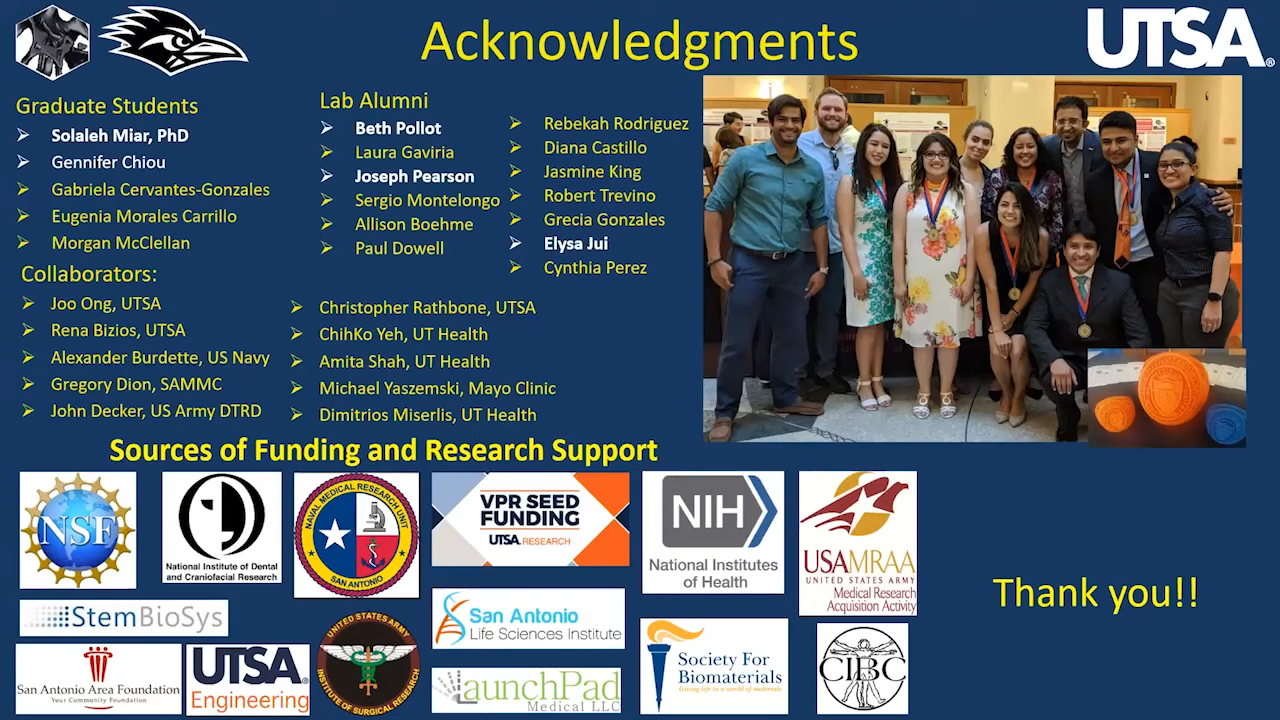 Acknowledgments
UTSA®
Graduate Students
Solaleh Miar, PhD
Gennifer Chiou
Gabriela Cervantes-Gonzales
Eugenia Morales Carrillo
Morgan McClellan
Lab Alumni
Beth Pollot
Laura Gaviria
Joseph Pearson
Sergio Montelongo
Allison Boehme
Paul Dowell
Rebekah Rodriguez
Diana Castillo
Jasmine King
Robert Trevino
Grecia Gonzales
Elysa Jui
Cynthia Perez
Collaborators:
Joo Ong, UTSA
Rena Bizios, UTSA
Alexander Burdette, US Navy
Gregory Dion, SAMMC
John Decker, US Army DTRD
Christopher Rathbone, UTSA
ChihKo Yeh, UT Health
Amita Shah, UT Health
Michael Yaszemski, Mayo Clinic
Dimitrios Miserlis, UT Health
Sources of Funding and Research Support
NSF
National Institute of Dental
and Craniofacial Research
NAVAL MEDICAL RESEARCH UNIT
SAN ANTONIO
VPR SEED
FUNDING
UTSA RESEARCH
NIH
National Institutes
of Health
USAMRAA
UNITED STATES ARMY
Medical Research
Acquisition Activity
StemBioSys
San Antonio
Life Sciences Institute
San Antonio Area Foundation
Your Community Foundation
UTSA®
Engineering
UNITED STATES ARMY
INSTITUTE OF SURGICAL RESEARCH
LaunchPad
Medical LLC
Society For
Biomaterials
Giving life to a world of materials
CIBC
Thank you!!